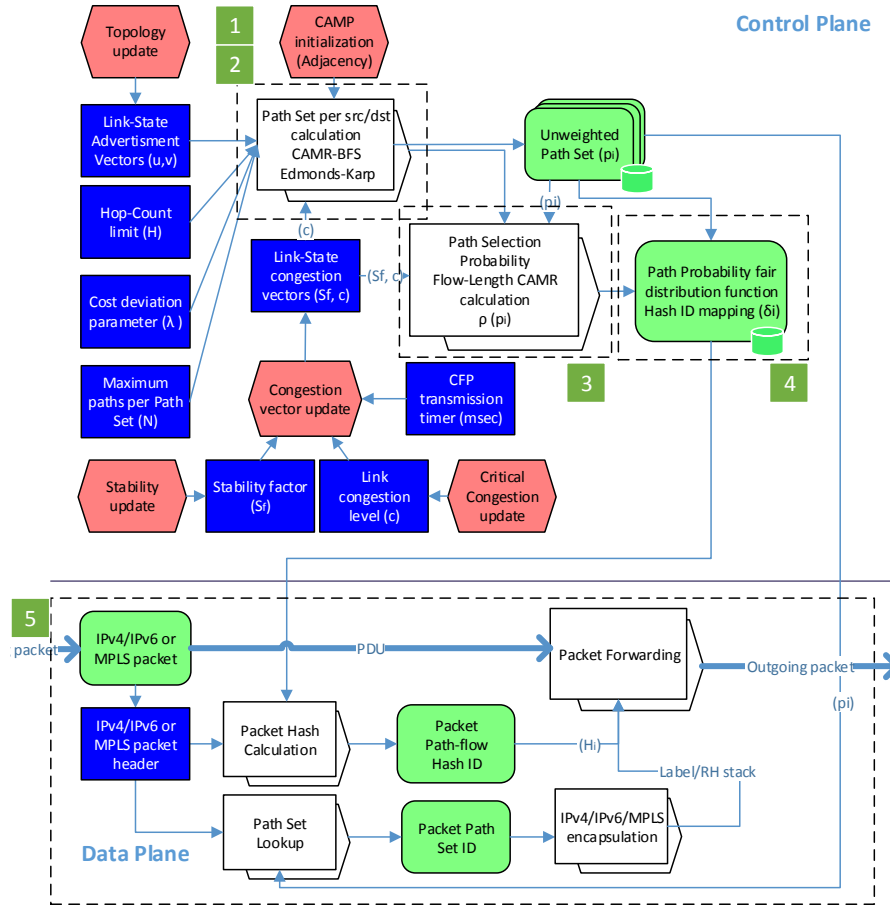 Topology
update
1
2
CAMP
initialization
(Adjacency)
Control Plane
Link-State
Advertisment
Vectors (u,v)
Path Set per src/dst
calculation
CAMR-BFS
Edmonds-Karp
Unweighted
Path Set (pi)
Hop-Count
limit (H)
(c)
(pi)
Link-State
congestion
vectors (Sf, c)
(Sf, c)
Path Selection
Probability
Flow-Length CAMR
calculation
ρ (pi)
Path Probability fair
distribution function
Hash ID mapping (δi)
Cost deviation
parameter (λ )
Maximum
paths per Path
Set (N)
Congestion
vector update
CFP
transmission
timer (msec)
3
4
Stability
update
Stability factor
(Sf)
Link
congestion
level (c)
Critical
Congestion
update
5
packet
IPv4/IPv6 or
MPLS packet
PDU
Packet Forwarding
Outgoing packet
(pi)
IPv4/IPv6 or
MPLS packet
header
Packet Hash
Calculation
Packet
Path-flow
Hash ID
(Hi)
Label/RH stack
Path Set
Lookup
Packet Path
Set ID
IPv4/IPv6/MPLS
encapsulation
Data Plane